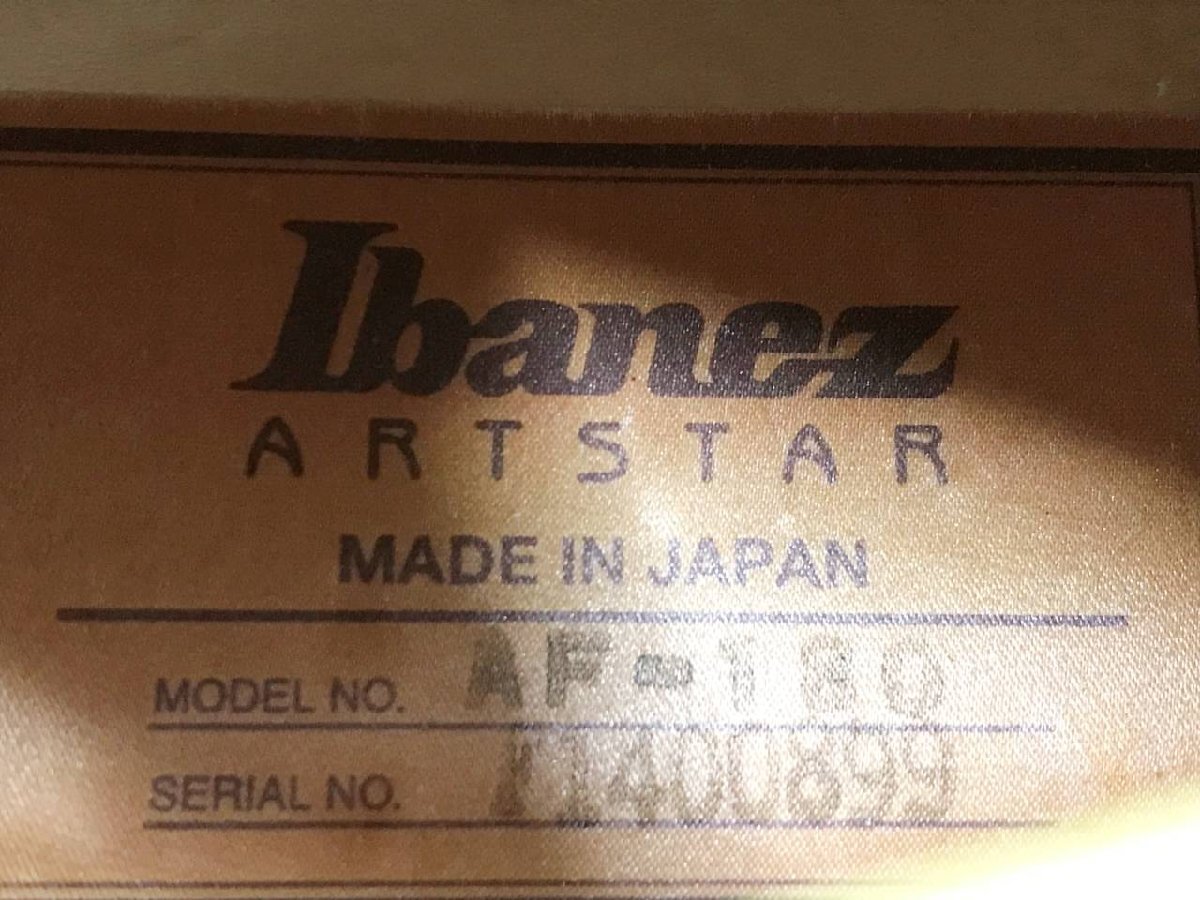 Ibanez
ARTSTAR
MADE IN JAPAN
MODEL NO. AF-180
SERIAL NO.